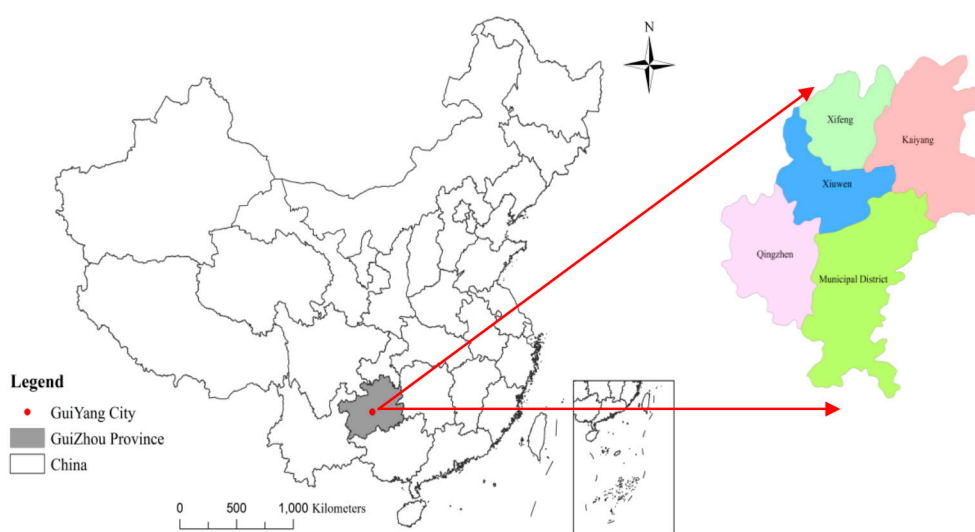 N
Xifeng
Kaiyang
Xiuwen
Qingzhen
Municipal District
Legend
GuiYang City
GuiZhou Province
China
0 500 1,000 Kilometers